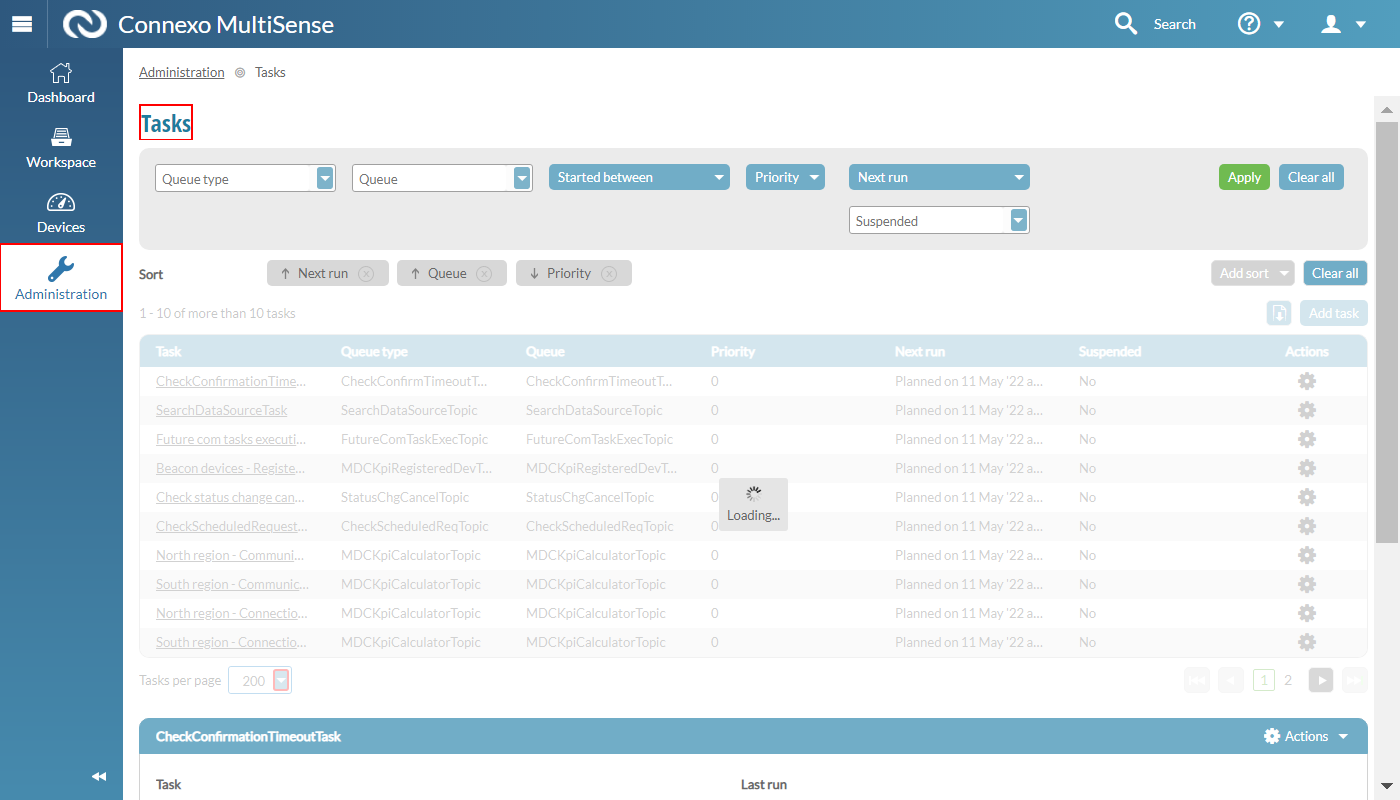 Connexo MultiSense
Search
Dashboard
Workspace
Devices
Administration
Administration Tasks
Tasks
Queue type Queue Started between Priority Next run Apply Clear all
Suspended
Sort Next run Queue Priority Add sort Clear all
1 - 10 of more than 10 tasks Add task
Task Queue type Queue Priority Next run Suspended Actions
CheckConfirmationTime... CheckConfirmTimeoutT... CheckConfirmTimeoutT... 0 Planned on 11 May '22 a... No
SearchDataSourceTask SearchDataSourceTopic SearchDataSourceTopic 0 Planned on 11 May '22 a... No
Future com tasks executi... FutureComTaskExecTopic FutureComTaskExecTopic 0 Planned on 11 May '22 a... No
Beacon devices - Registe... MDCKpiRegisteredDevT... MDCKpiRegisteredDevT... 0 Planned on 11 May '22 a... No
Check status change can... StatusChgCancelTopic StatusChgCancelTopic 0 Planned on 11 May '22 a... No
CheckScheduledRequest... CheckScheduledReqTopic CheckScheduledReqTopic 0 Planned on 11 May '22 a... No
North region - Communi... MDCKpiCalculatorTopic MDCKpiCalculatorTopic 0 Planned on 11 May '22 a... No
South region - Communic... MDCKpiCalculatorTopic MDCKpiCalculatorTopic 0 Planned on 11 May '22 a... No
North region - Connectio... MDCKpiCalculatorTopic MDCKpiCalculatorTopic 0 Planned on 11 May '22 a... No
South region - Connectio... MDCKpiCalculatorTopic MDCKpiCalculatorTopic 0 Planned on 11 May '22 a... No
Loading...
Tasks per page 200 1 2
CheckConfirmationTimeoutTask Actions
Task Last run